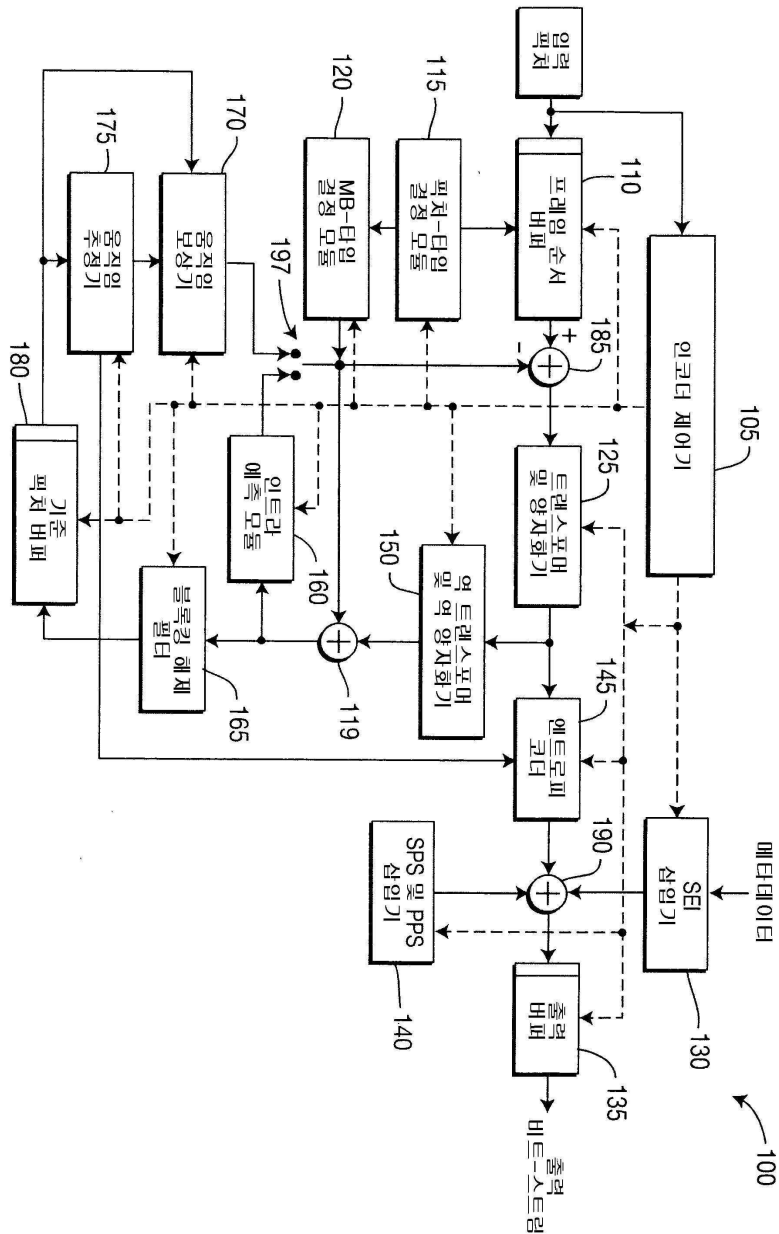 100
메타데이터
입력
픽처
105
인코더 제어기
SEI
삽입기
130
110
프레임 순서
버퍼
+
-
185
125
트랜스포머
및 양자화기
145
엔트로피
코더
190
출력
버퍼
135
출력
비트-스트림
115
픽처-타입
결정 모듈
150
역 트랜스포머
및 역 양자화기
SPS 및 PPS
삽입기
140
120
MB-타입
결정 모듈
119
197
인트라
예측 모듈
160
170
움직임
보상기
블록킹 해제
필터
165
175
움직임
추정기
180
기준
픽처 버퍼